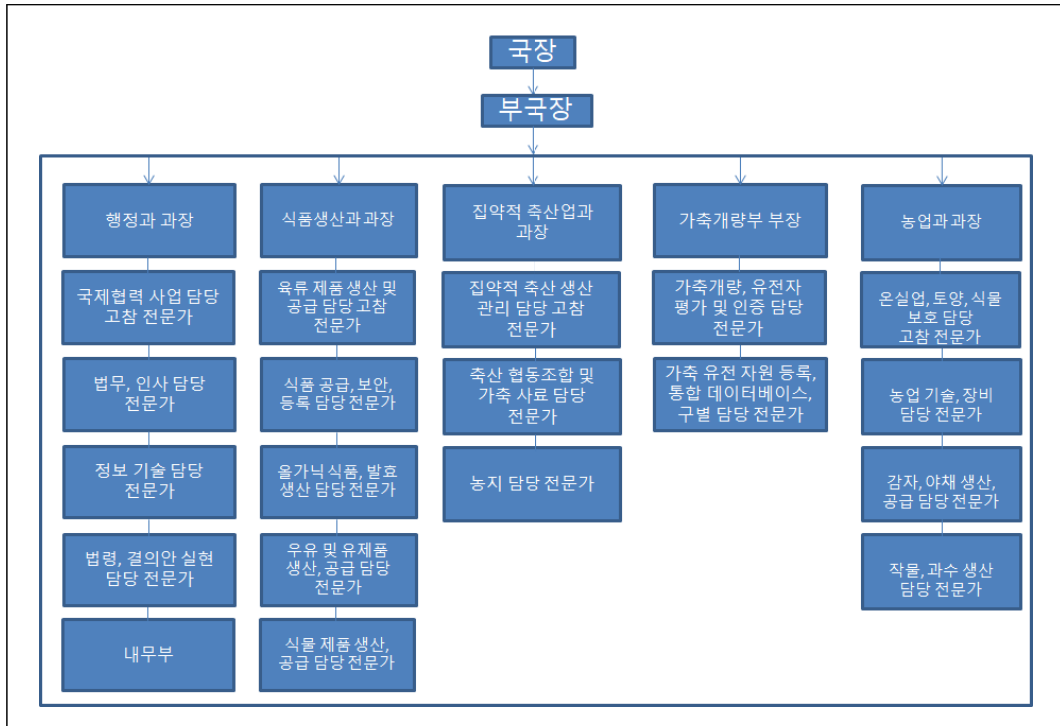 국장
부국장
행정과 과장
국제협력 사업 담당
고참 전문가
법무, 인사 담당
전문가
정보 기술 담당
전문가
법령, 결의안 실현
담당 전문가
내무부
식품생산과 과장
육류 제품 생산 및
공급 담당 고참
전문가
식품 공급, 보안,
등록 담당 전문가
올가닉 식품, 발효
생산 담당 전문가
우유 및 유제품
생산, 공급 담당
전문가
식물 제품 생산,
공급 담당 전문가
집약적 축산업과
과장
집약적 축산 생산
관리 담당 고참
전문가
축산 협동조합 및
가축 사료 담당
전문가
농지 담당 전문가
가축개량부 부장
가축개량, 유전자
평가 및 인증 담당
전문가
가축 유전 자원 등록,
통합 데이터베이스,
구별 담당 전문가
농업과 과장
온실업, 토양, 식물
보호 담당
고참 전문가
농업 기술, 장비
담당 전문가
감자, 야채 생산,
공급 담당 전문가
작물, 과수 생산
담당 전문가